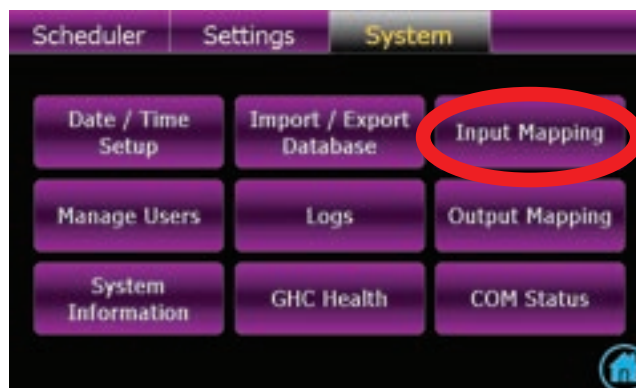 Scheduler Settings System
Date / Time Setup
Import / Export Database
Input Mapping
Manage Users
Logs
Output Mapping
System Information
GHC Health
COM Status